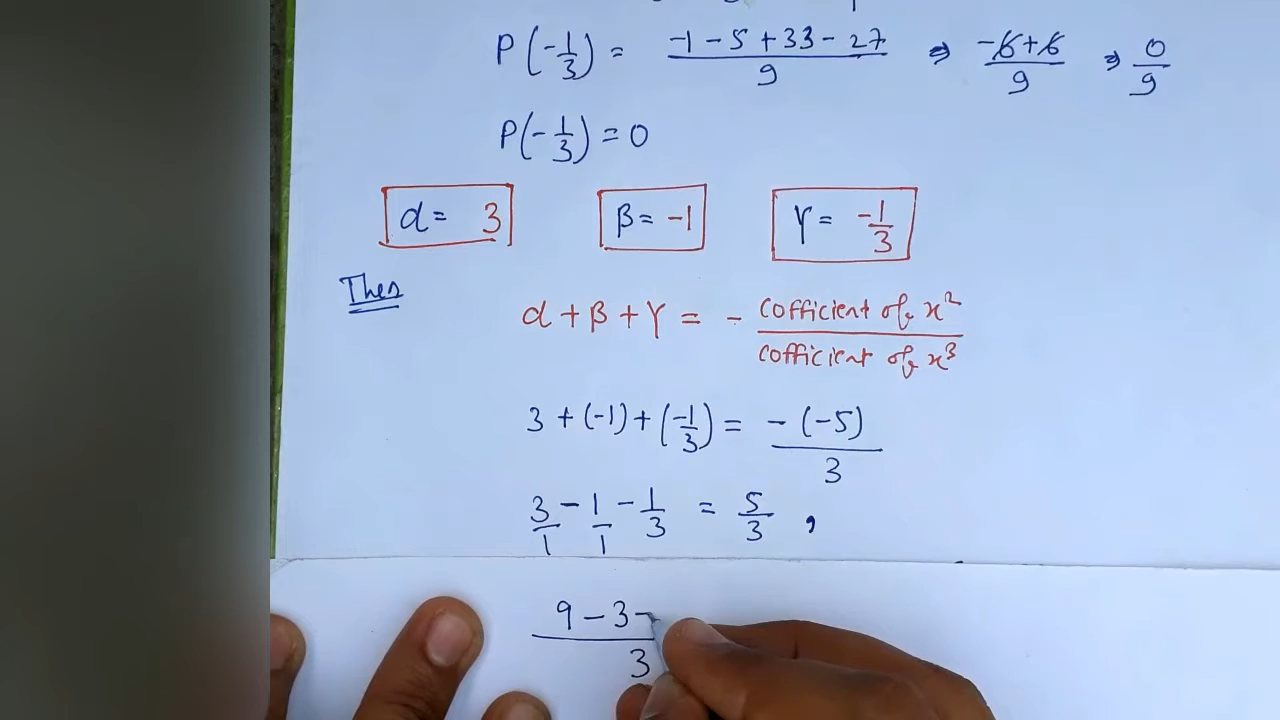 P(-1/3) = (-1 - 5 + 33 - 27)/9 ⇒ (-6+6)/9 ⇒ 0/9
P(-1/3) = 0
α = 3 β = -1 γ = -1/3
Then
α + β + γ = - cofficient of x² / cofficient of x³
3 + (-1) + (-1/3) = -(-5)/3
3/1 - 1/1 - 1/3 = 5/3 ,
(9 - 3 -)/3